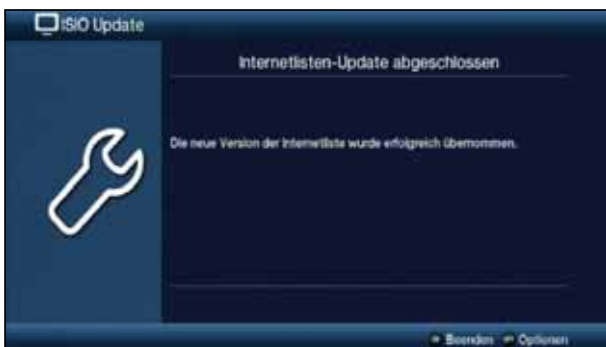 ISIO Update
Internetlisten-Update abgeschlossen
Die neue Version der Internetliste wurde erfolgreich übernommen.
Beenden Optionen